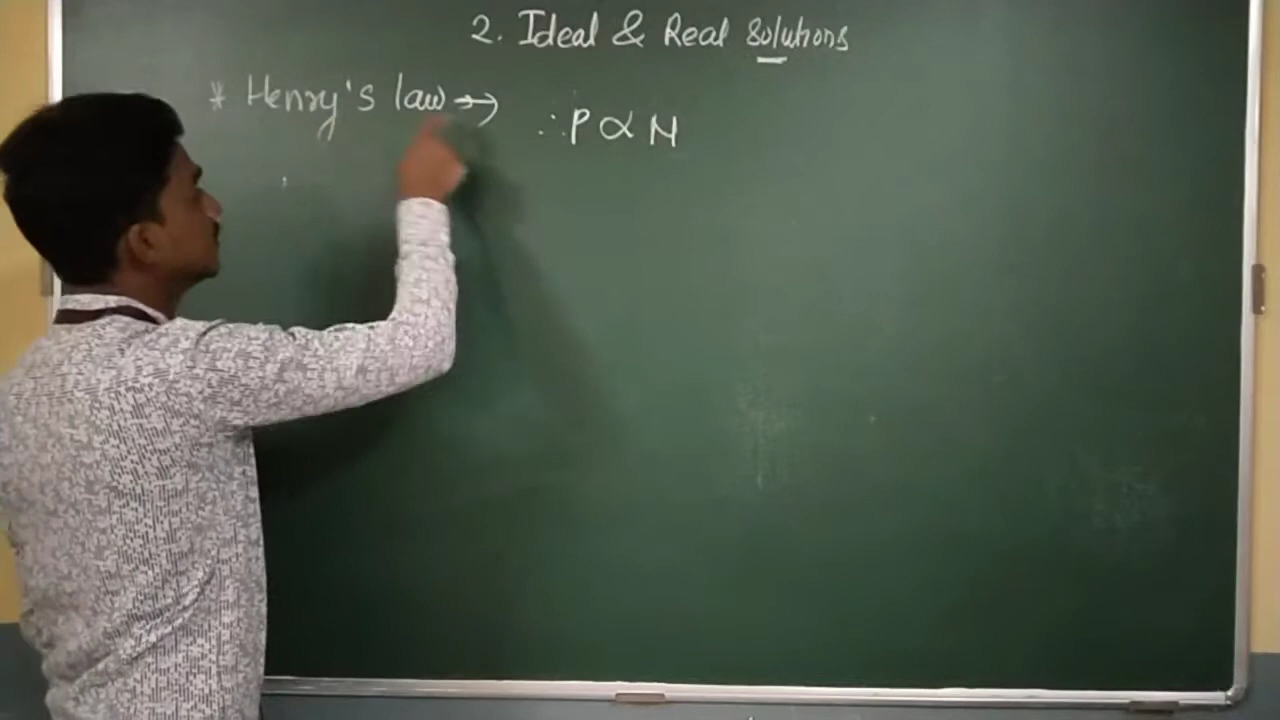 2. Ideal & Real Solutions
* Henry's law →
∴ P ∝ N